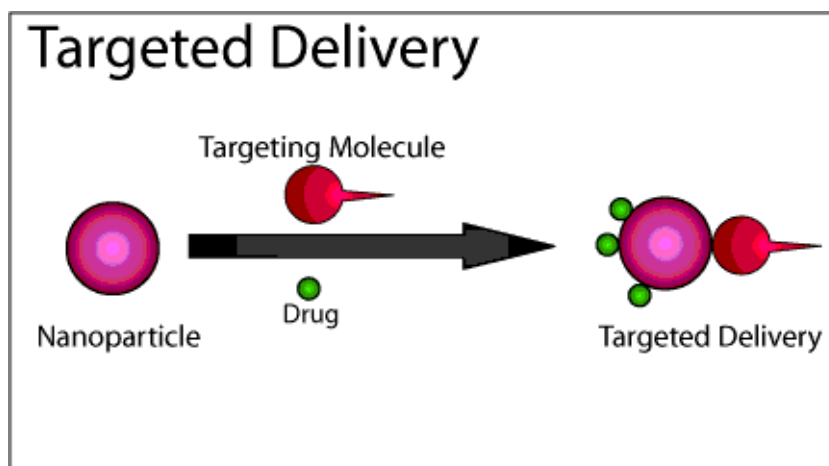 Targeted Delivery
Targeting Molecule
Drug
Nanoparticle
Targeted Delivery